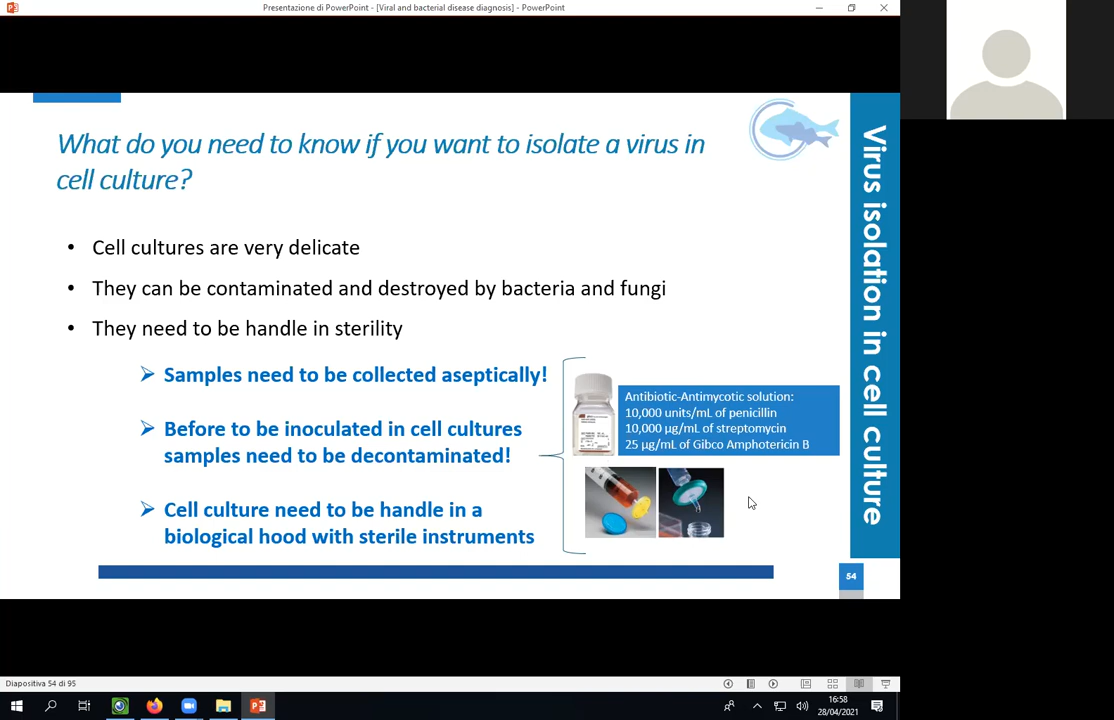 Presentazione di PowerPoint - [Viral and bacterial disease diagnosis] - PowerPoint
What do you need to know if you want to isolate a virus in
cell culture?
• Cell cultures are very delicate
• They can be contaminated and destroyed by bacteria and fungi
• They need to be handle in sterility
Samples need to be collected aseptically!
Before to be inoculated in cell cultures
samples need to be decontaminated!
Cell culture need to be handle in a
biological hood with sterile instruments
Antibiotic-Antimycotic solution:
10,000 units/mL of penicillin
10,000 µg/mL of streptomycin
25 µg/mL of Gibco Amphotericin B
Virus isolation in cell culture
54
Diapositiva 54 di 95
16:58
28/04/2021